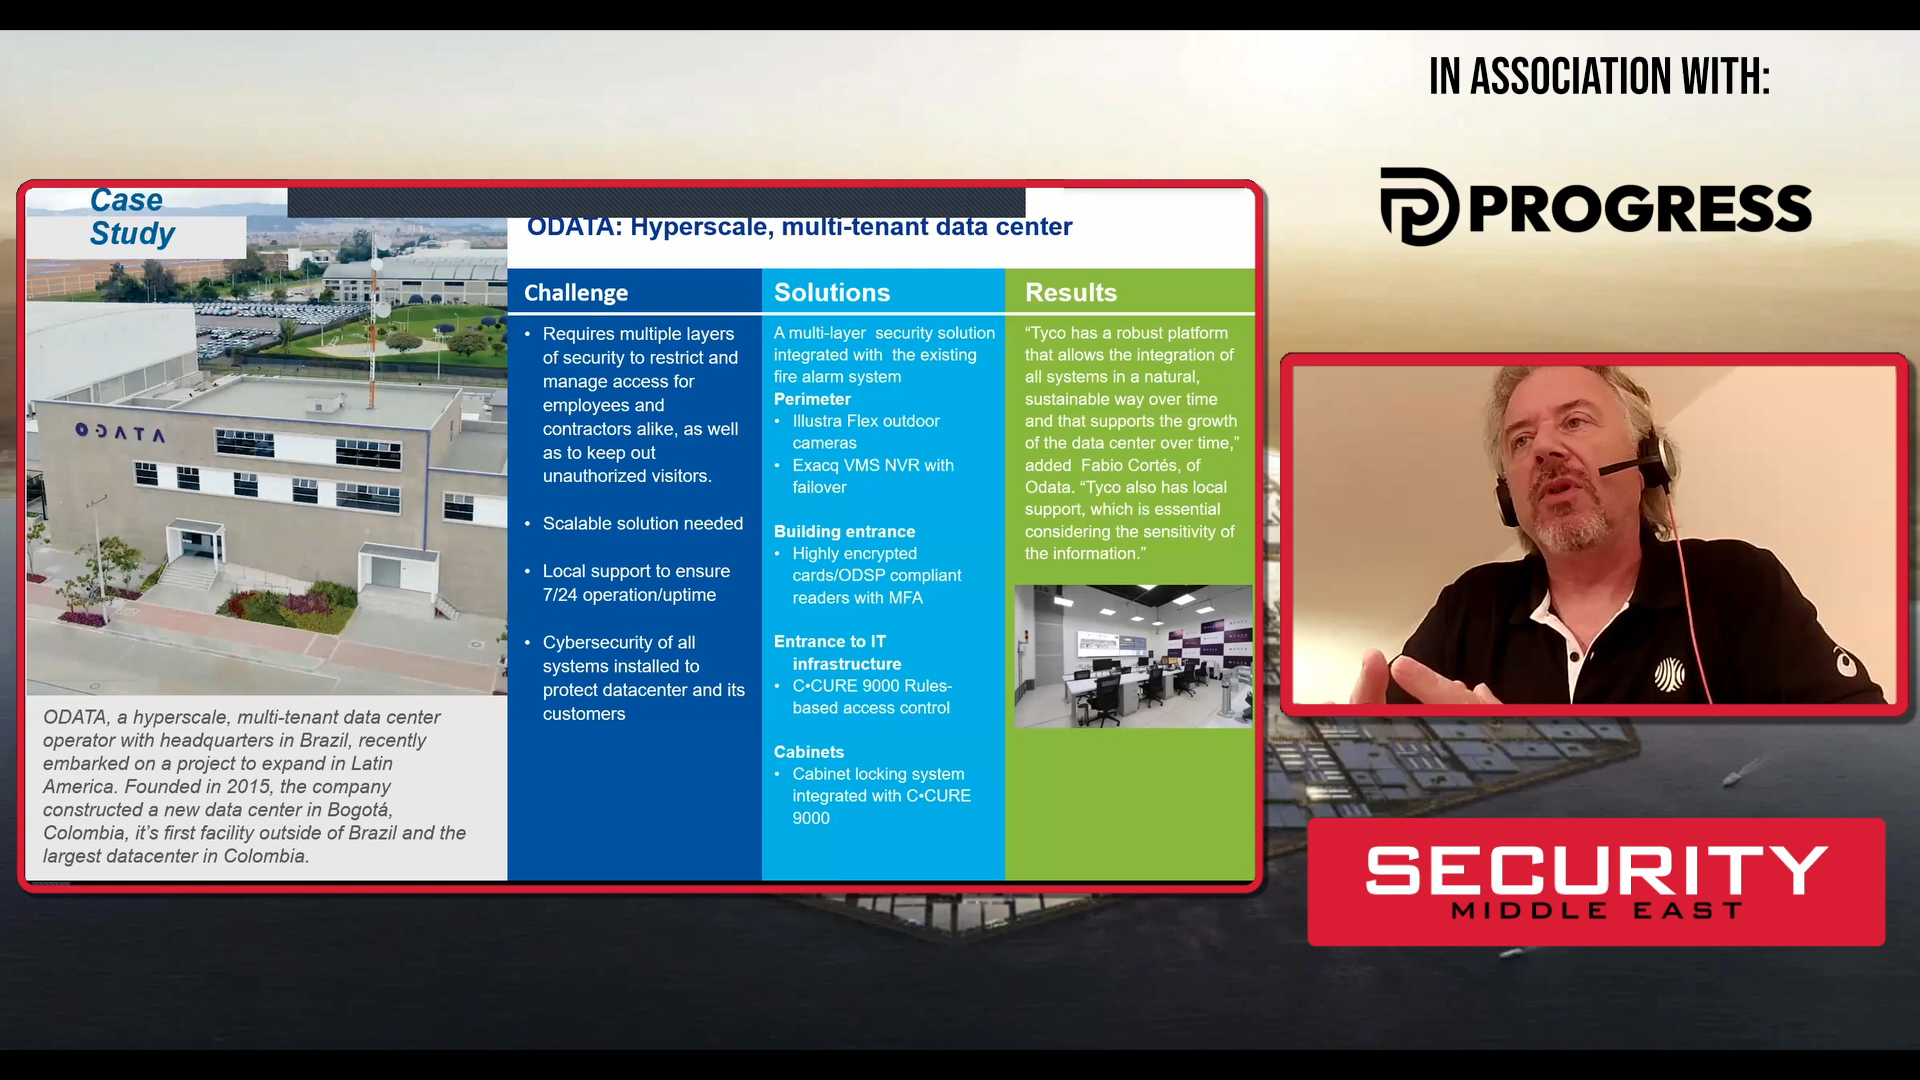 IN ASSOCIATION WITH:
PROGRESS
Case
Study
ODATA
ODATA: Hyperscale, multi-tenant data center
Challenge
• Requires multiple layers
of security to restrict and
manage access for
employees and
contractors alike, as well
as to keep out
unauthorized visitors.
• Scalable solution needed
• Local support to ensure
7/24 operation/uptime
• Cybersecurity of all
systems installed to
protect datacenter and its
customers
Solutions
A multi-layer security solution
integrated with the existing
fire alarm system
Perimeter
• Illustra Flex outdoor
cameras
• Exacq VMS NVR with
failover
Building entrance
• Highly encrypted
cards/ODSP compliant
readers with MFA
Entrance to IT
infrastructure
• C•CURE 9000 Rules-
based access control
Cabinets
• Cabinet locking system
integrated with C•CURE
9000
Results
“Tyco has a robust platform
that allows the integration of
all systems in a natural,
sustainable way over time
and that supports the growth
of the data center over time,”
added Fabio Cortés, of
Odata. “Tyco also has local
support, which is essential
considering the sensitivity of
the information.”
ODATA, a hyperscale, multi-tenant data center
operator with headquarters in Brazil, recently
embarked on a project to expand in Latin
America. Founded in 2015, the company
constructed a new data center in Bogotá,
Colombia, it’s first facility outside of Brazil and the
largest datacenter in Colombia.
SECURITY
MIDDLE EAST